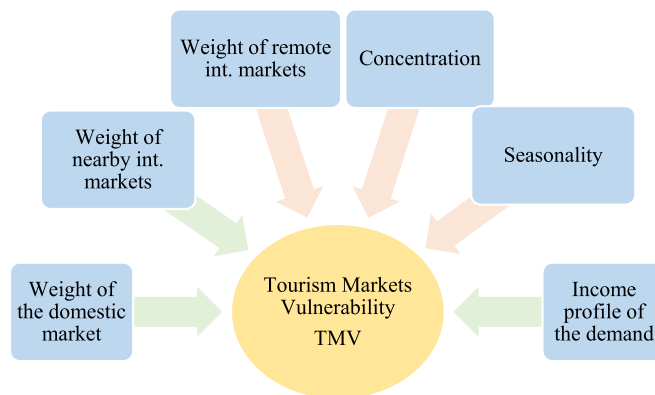 Weight of remote
int. markets
Concentration
Weight of
nearby int.
markets
Seasonality
Weight of
the domestic
market
Tourism Markets
Vulnerability
TMV
Income
profile of
the demand